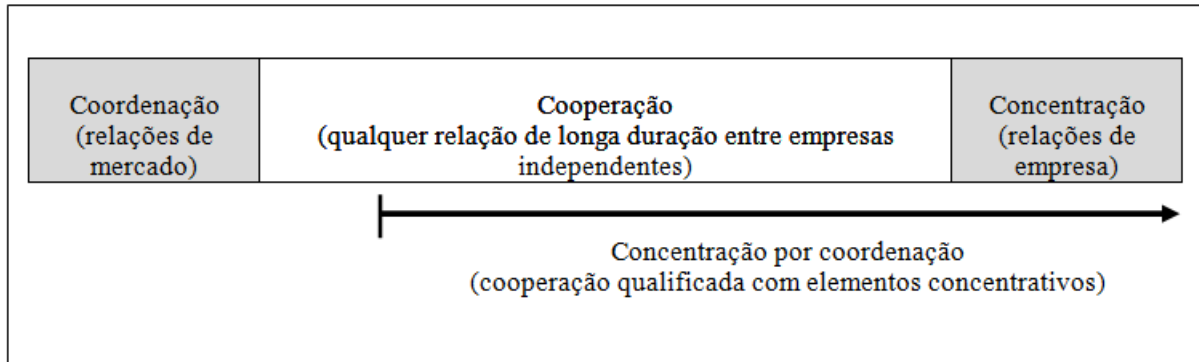 Coordenação
(relações de
mercado)
Cooperação
(qualquer relação de longa duração entre empresas
independentes)
Concentração
(relações de
empresa)
Concentração por coordenação
(cooperação qualificada com elementos concentrativos)